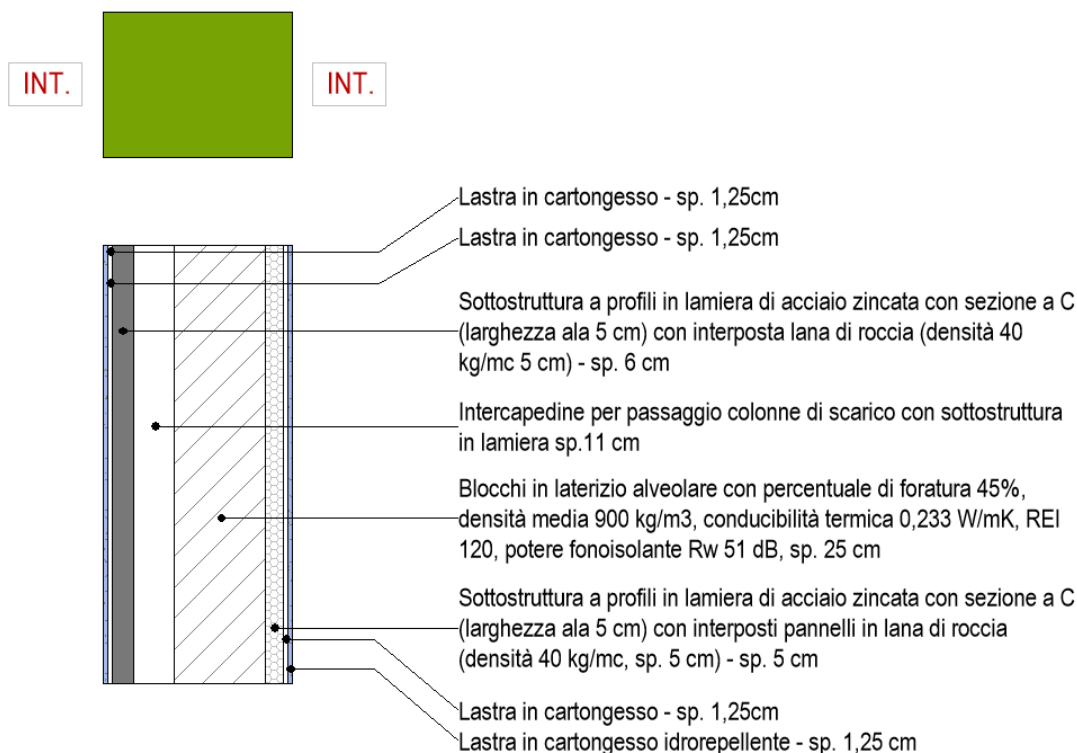 INT.
INT.
Lastra in cartongesso - sp. 1,25cm
Lastra in cartongesso - sp. 1,25cm
Sottostruttura a profili in lamiera di acciaio zincata con sezione a C
(larghezza ala 5 cm) con interposta lana di roccia (densità 40
kg/mc 5 cm) - sp. 6 cm
Intercapedine per passaggio colonne di scarico con sottostruttura
in lamiera sp.11 cm
Blocchi in laterizio alveolare con percentuale di foratura 45%,
densità media 900 kg/m3, conducibilità termica 0,233 W/mK, REI
120, potere fonoisolante Rw 51 dB, sp. 25 cm
Sottostruttura a profili in lamiera di acciaio zincata con sezione a C
(larghezza ala 5 cm) con interposti pannelli in lana di roccia
(densità 40 kg/mc, sp. 5 cm) - sp. 5 cm
Lastra in cartongesso - sp. 1,25cm
Lastra in cartongesso idrorepellente - sp. 1,25 cm